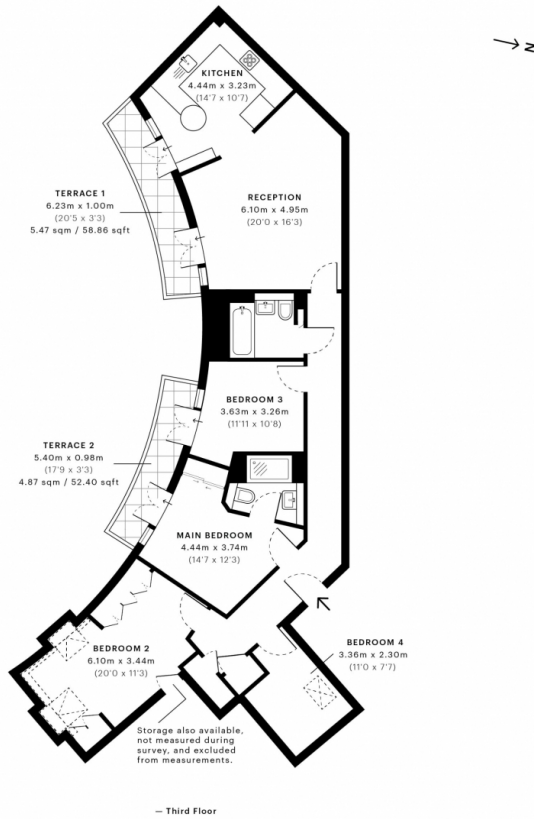 N
KITCHEN
4.44m x 3.23m
(14'7 x 10'7)
TERRACE 1
6.23m x 1.00m
(20'5 x 3'3)
5.47 sqm / 58.86 sqft
RECEPTION
6.10m x 4.95m
(20'0 x 16'3)
BEDROOM 3
3.63m x 3.26m
(11'11 x 10'8)
TERRACE 2
5.40m x 0.98m
(17'9 x 3'3)
4.87 sqm / 52.40 sqft
MAIN BEDROOM
4.44m x 3.74m
(14'7 x 12'3)
BEDROOM 2
6.10m x 3.44m
(20'0 x 11'3)
BEDROOM 4
3.36m x 2.30m
(11'0 x 7'7)
Storage also available,
not measured during
survey, and excluded
from measurements.
— Third Floor